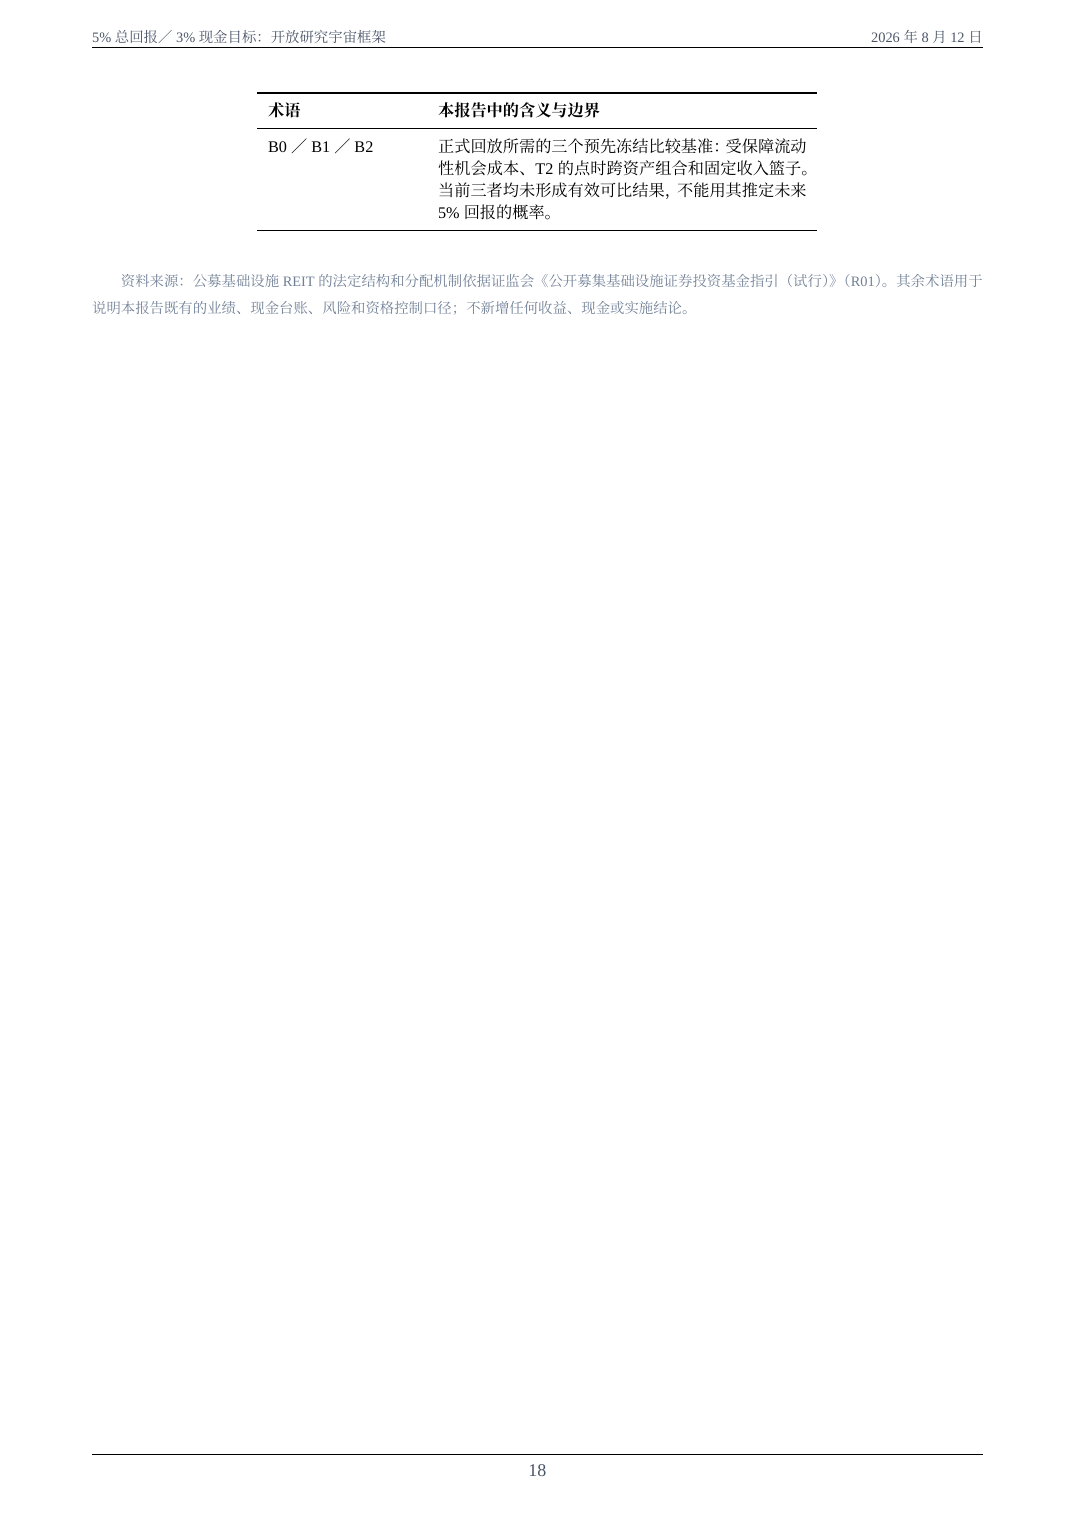 5% 总回报／ 3% 现金目标：开放研究宇宙框架
2026 年 8 月 12 日
术语
本报告中的含义与边界
B0 ／ B1 ／ B2
正式回放所需的三个预先冻结比较基准：受保障流动
性机会成本、T2 的点时跨资产组合和固定收入篮子。
当前三者均未形成有效可比结果，不能用其推定未来
5% 回报的概率。
资料来源：公募基础设施 REIT 的法定结构和分配机制依据证监会《公开募集基础设施证券投资基金指引（试行）》（R01）。其余术语用于
说明本报告既有的业绩、现金台账、风险和资格控制口径；不新增任何收益、现金或实施结论。
18